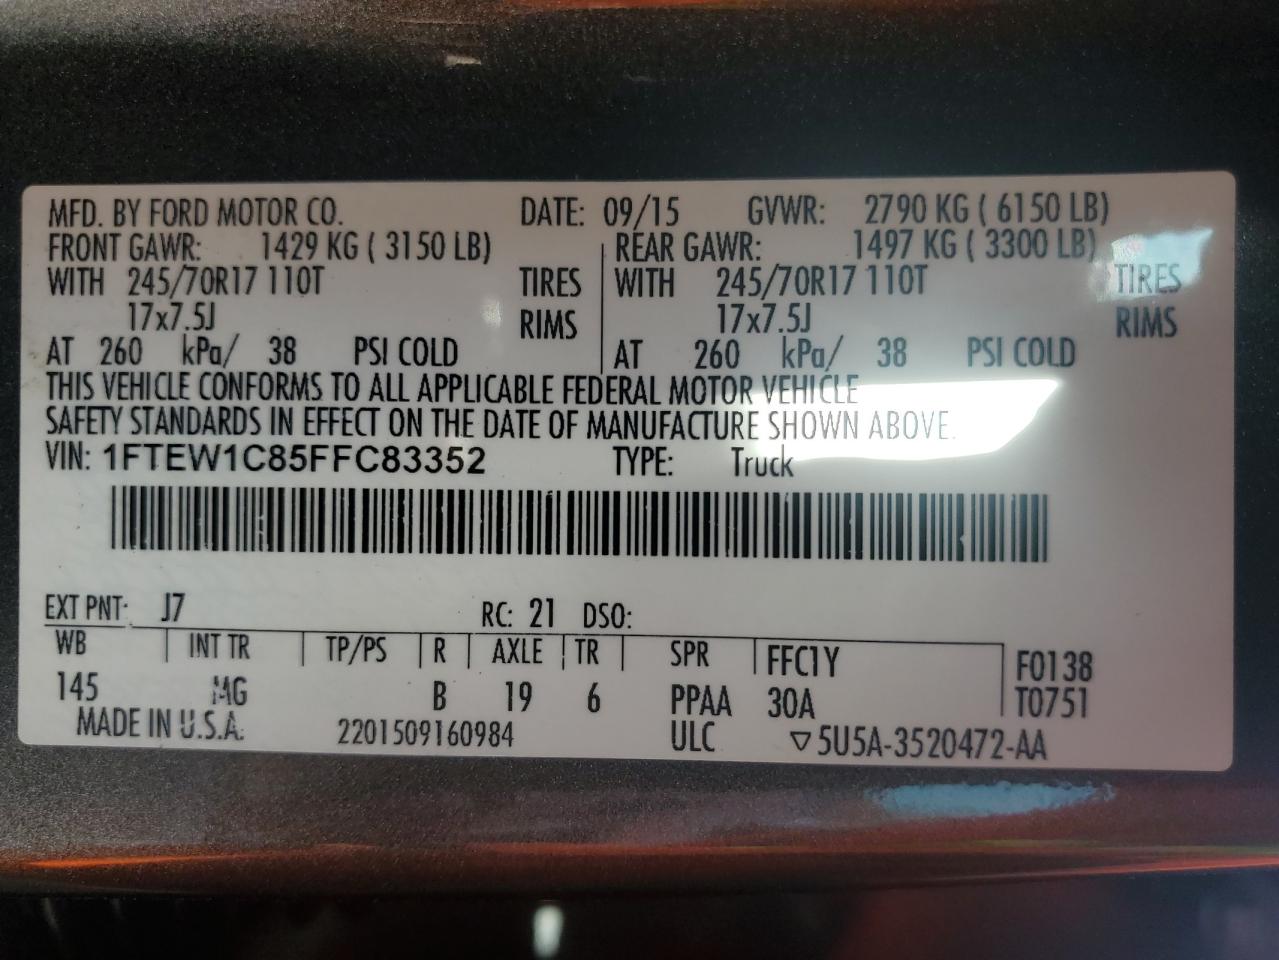 MFD. BY FORD MOTOR CO. DATE: 09/15 GVWR: 2790 KG ( 6150 LB)
FRONT GAWR: 1429 KG ( 3150 LB) REAR GAWR: 1497 KG ( 3300 LB)
WITH 245/70R17 110T TIRES WITH 245/70R17 110T TIRES
17x7.5J RIMS 17x7.5J RIMS
AT 260 kPa/ 38 PSI COLD AT 260 kPa/ 38 PSI COLD
THIS VEHICLE CONFORMS TO ALL APPLICABLE FEDERAL MOTOR VEHICLE
SAFETY STANDARDS IN EFFECT ON THE DATE OF MANUFACTURE SHOWN ABOVE.
VIN: 1FTEW1C85FFC83352 TYPE: Truck
EXT PNT: J7 RC: 21 DSO:
WB INT TR TP/PS R AXLE TR SPR FFC1Y F0138
145 MG B 19 6 PPAA 30A T0751
MADE IN U.S.A. 2201509160984 ULC ▽5U5A-3520472-AA